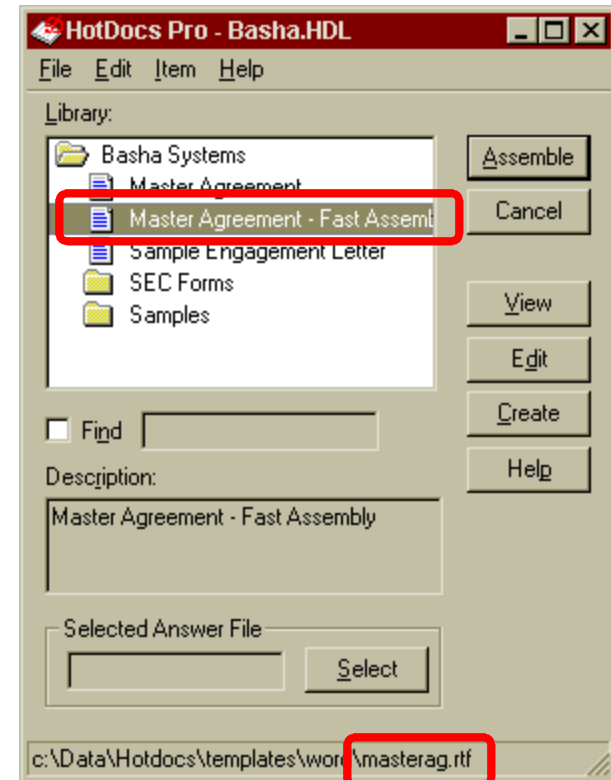 HotDocs Pro - Basha.HDL
File Edit Item Help
Library:
Basha Systems
Master Agreement
Master Agreement - Fast Assembl
Sample Engagement Letter
SEC Forms
Samples
Assemble
Cancel
View
Edit
Create
Help
Find
Description:
Master Agreement - Fast Assembly
Selected Answer File
Select
c:\Data\Hotdocs\templates\word\masterag.rtf